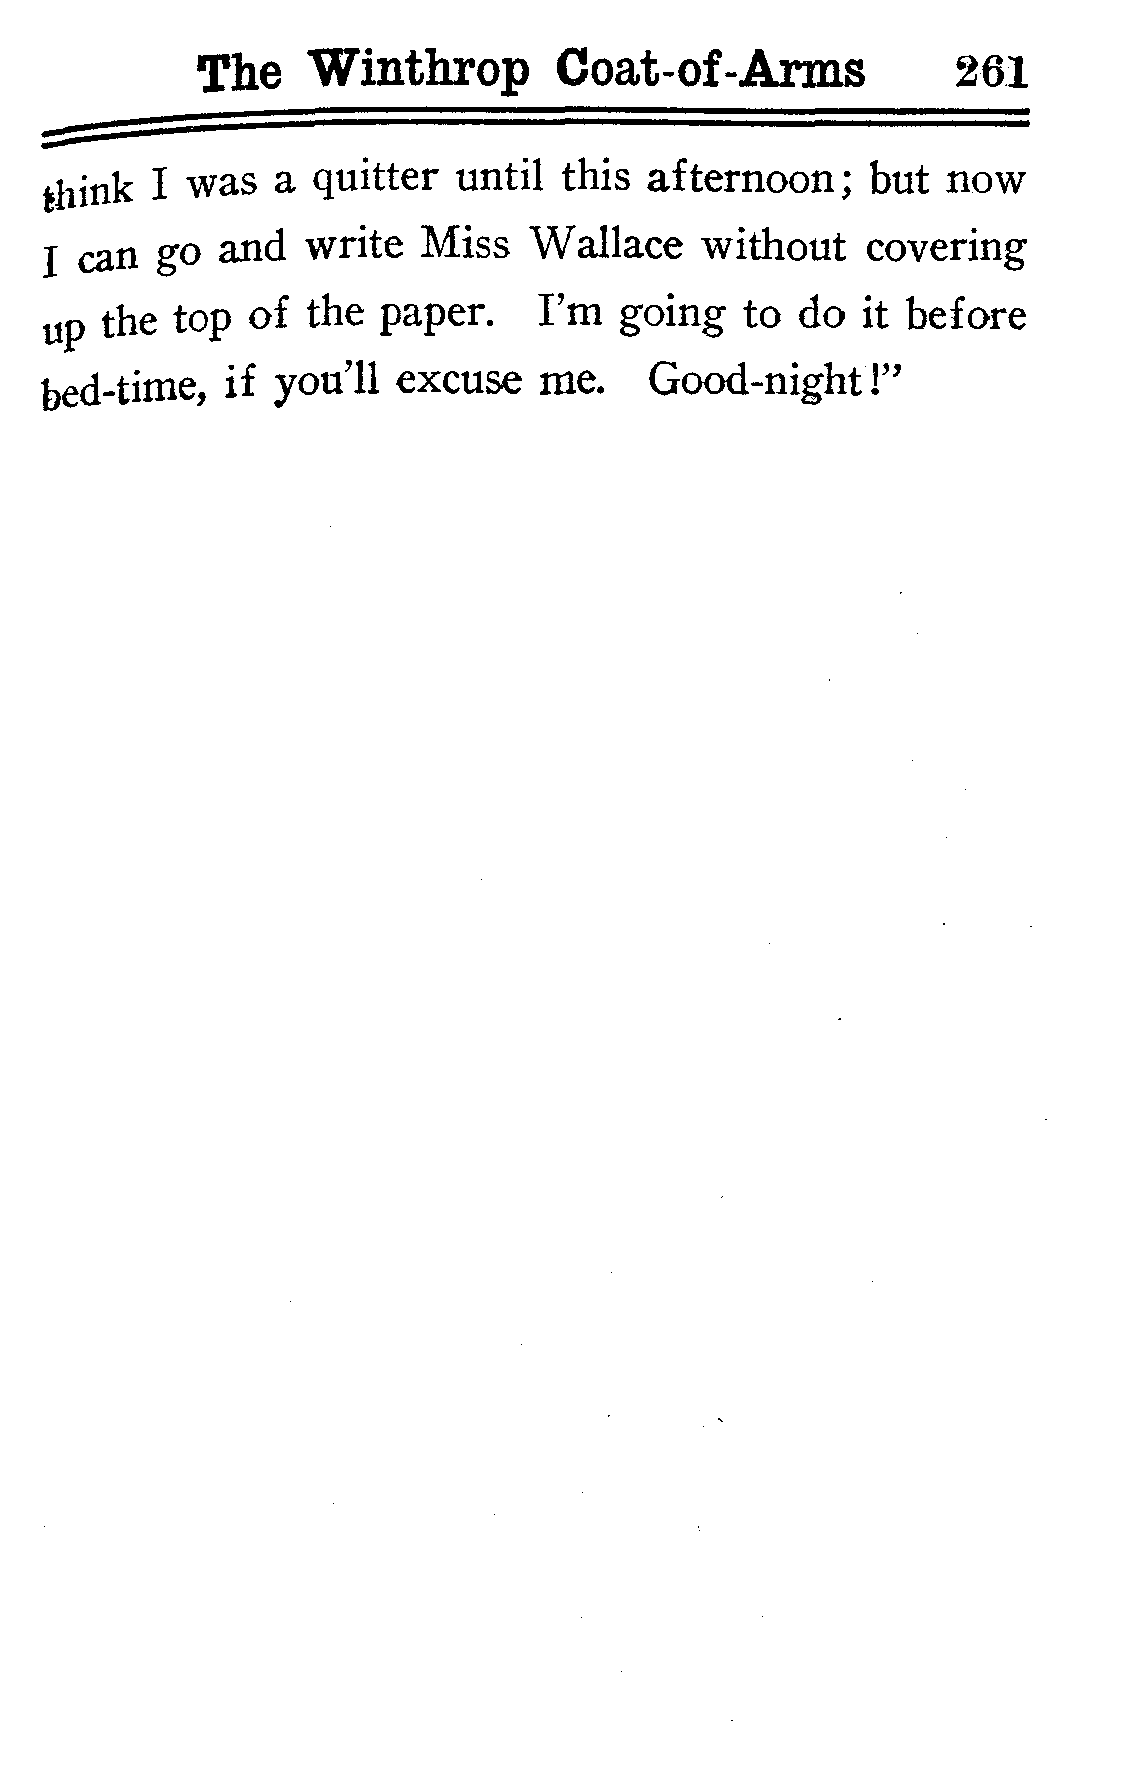 The Winthrop Coat-of-Arms 261
think I was a quitter until this afternoon; but now
I can go and write Miss Wallace without covering
up the top of the paper. I'm going to do it before
bed-time, if you'll excuse me. Good-night!”